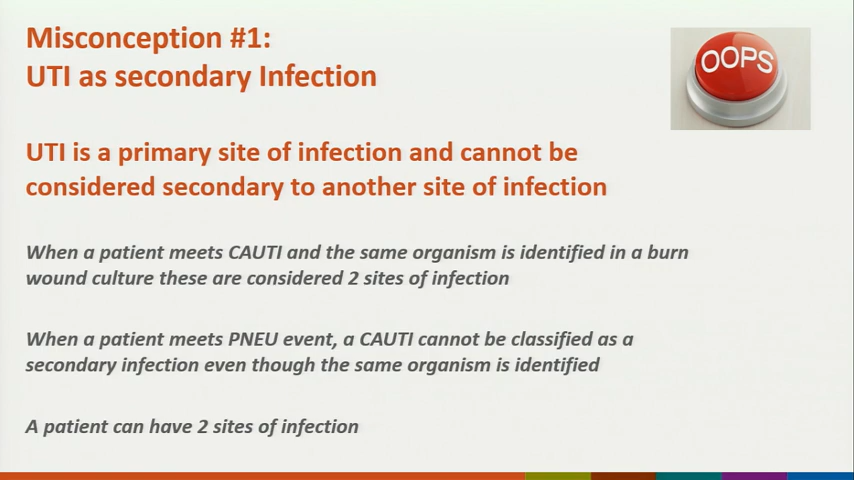 Misconception #1:
UTI as secondary Infection
OOPS
UTI is a primary site of infection and cannot be
considered secondary to another site of infection
When a patient meets CAUTI and the same organism is identified in a burn
wound culture these are considered 2 sites of infection
When a patient meets PNEU event, a CAUTI cannot be classified as a
secondary infection even though the same organism is identified
A patient can have 2 sites of infection